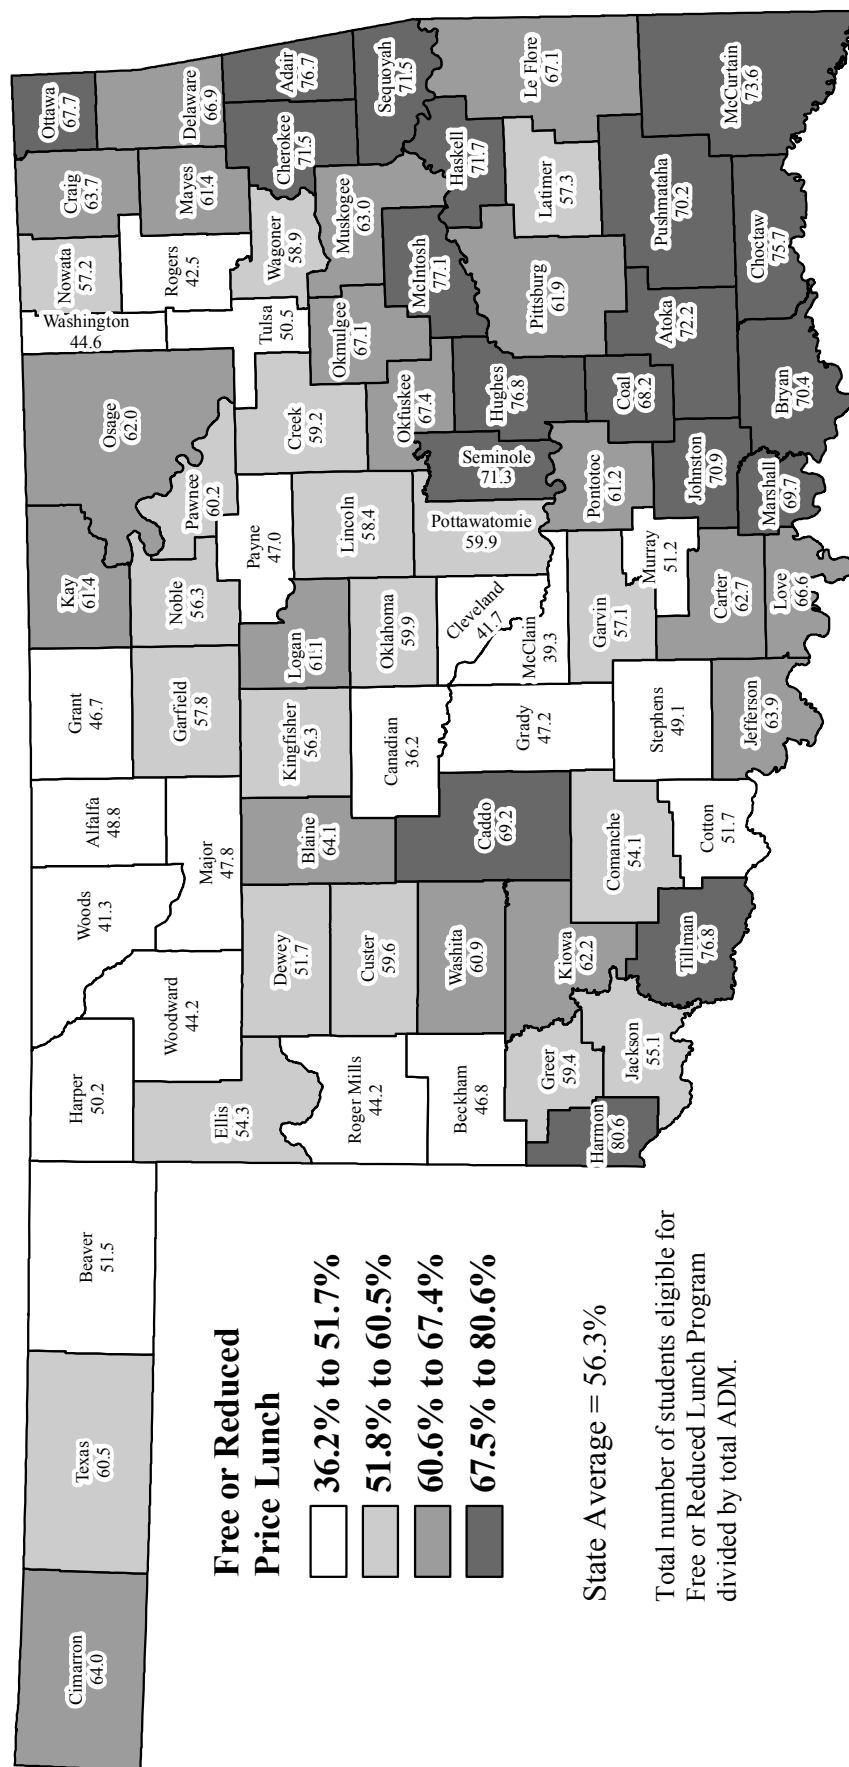 Cimarron
64.0
Texas
60.5
Beaver
51.5
Harper
50.2
Woods
41.3
Alfalfa
48.8
Grant
46.7
Kay
61.4
Osage
62.0
Washington
44.6
Nowata
57.2
Craig
63.7
Ottawa
67.7
Ellis
54.3
Woodward
44.2
Major
47.8
Garfield
57.8
Noble
56.3
Pawnee
60.2
Rogers
42.5
Mayes
61.4
Delaware
66.9
Roger Mills
44.2
Dewey
51.7
Blaine
64.1
Kingfisher
56.3
Logan
61.1
Payne
47.0
Creek
59.2
Tulsa
50.5
Wagoner
58.9
Cherokee
71.5
Adair
76.7
Beckham
46.8
Custer
59.6
Canadian
36.2
Oklahoma
59.9
Lincoln
58.4
Okfuskee
67.4
Okmulgee
67.1
Muskogee
63.0
Sequoyah
71.5
Washita
60.9
Caddo
69.2
Grady
47.2
Cleveland
41.7
McClain
39.3
Pottawatomie
59.9
Seminole
71.3
Hughes
76.8
McIntosh
77.1
Haskell
71.7
Le Flore
67.1
Greer
59.4
Kiowa
62.2
Comanche
54.1
Stephens
49.1
Garvin
57.1
Murray
51.2
Pontotoc
61.2
Coal
68.2
Pittsburg
61.9
Latimer
57.3
Harmon
80.6
Jackson
55.1
Tillman
76.8
Cotton
51.7
Jefferson
63.9
Carter
62.7
Love
66.6
Johnston
70.9
Marshall
69.7
Atoka
72.2
Bryan
70.4
Pushmataha
70.2
Choctaw
75.7
McCurtain
73.6
Free or Reduced
Price Lunch
36.2% to 51.7%
51.8% to 60.5%
60.6% to 67.4%
67.5% to 80.6%
State Average = 56.3%
Total number of students eligible for
Free or Reduced Lunch Program
divided by total ADM.